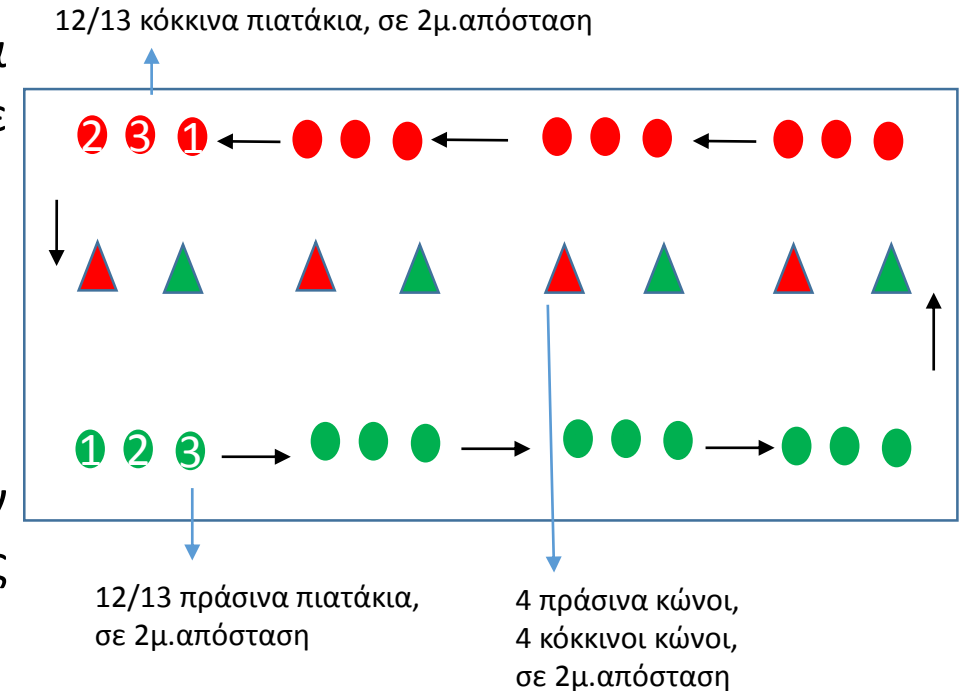 12/13 κόκκινα πιατάκια, σε 2μ.απόσταση
2 3 1
1 2 3
12/13 πράσινα πιατάκια,
σε 2μ.απόσταση
4 πράσινα κώνοι,
4 κόκκινοι κώνοι,
σε 2μ.απόσταση